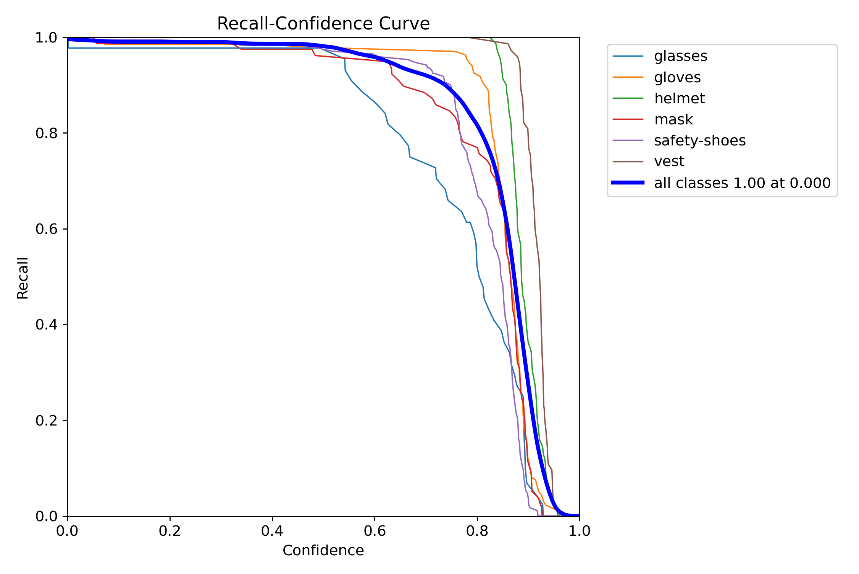 Recall-Confidence Curve
1.0
0.8
0.6
0.4
0.2
0.0
Recall
0.0 0.2 0.4 0.6 0.8 1.0
Confidence
glasses
gloves
helmet
mask
safety-shoes
vest
all classes 1.00 at 0.000